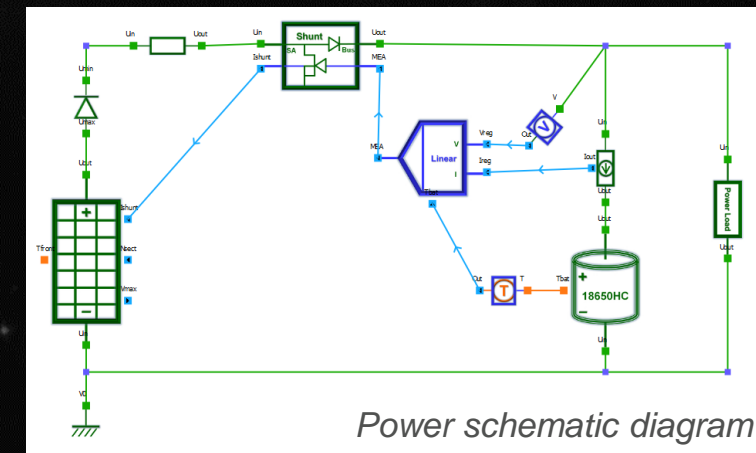 Uin
Uout
Uin
Shunt
SA
Bus
Uout
Ishunt
MEA
Umin
Umax
V
Vreg
Out
V
V
MEA
Linear
I
Ireg
Iout
Uin
Uin
Uout
Tbat
Uout
Power Load
Ishunt
+
Tfront
Nsect
Uout
Uout
Vmax
Out
T
T
Tbat
+
18650HC
Uin
Uin
V0
Power schematic diagram